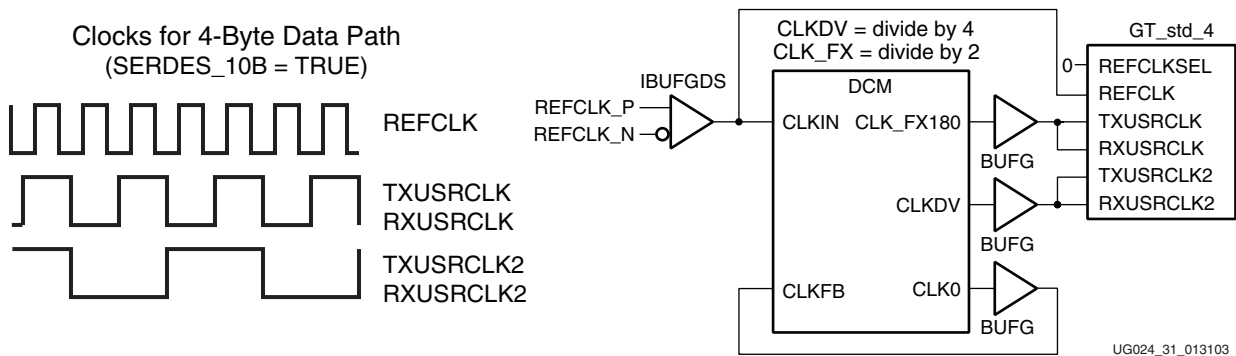 Clocks for 4-Byte Data Path
(SERDES_10B = TRUE)
REFCLK
TXUSRCLK
RXUSRCLK
TXUSRCLK2
RXUSRCLK2
CLKDV = divide by 4
CLK_FX = divide by 2
IBUFGDS
REFCLK_P
REFCLK_N
DCM
CLKIN
CLK_FX180
CLKDV
CLKFB
CLK0
BUFG
BUFG
BUFG
GT_std_4
0
REFCLKSEL
REFCLK
TXUSRCLK
RXUSRCLK
TXUSRCLK2
RXUSRCLK2
UG024_31_013103